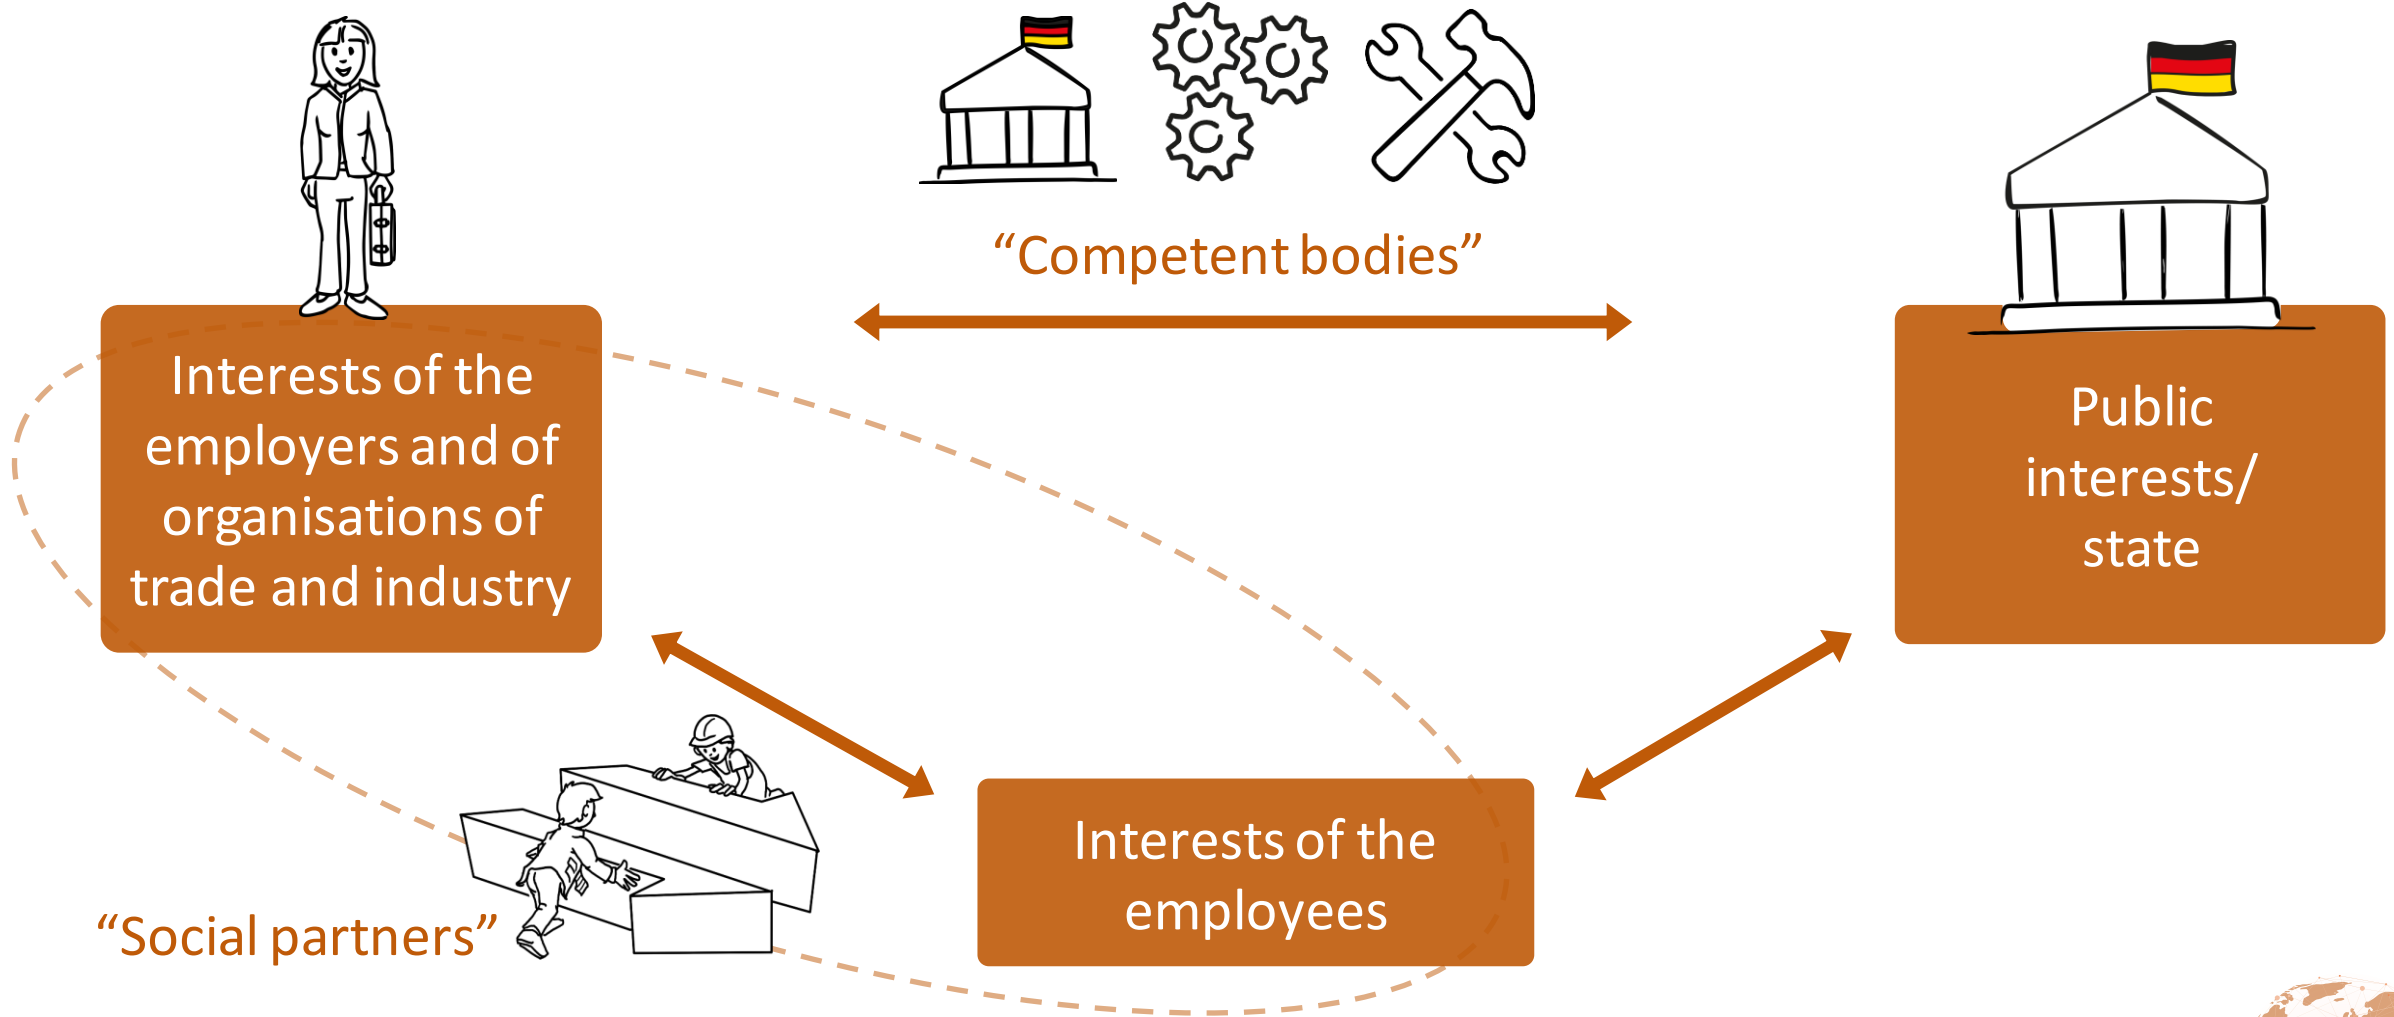 “Competent bodies”
Interests of the
employers and of
organisations of
trade and industry
Public
interests/
state
Interests of the
employees
“Social partners”